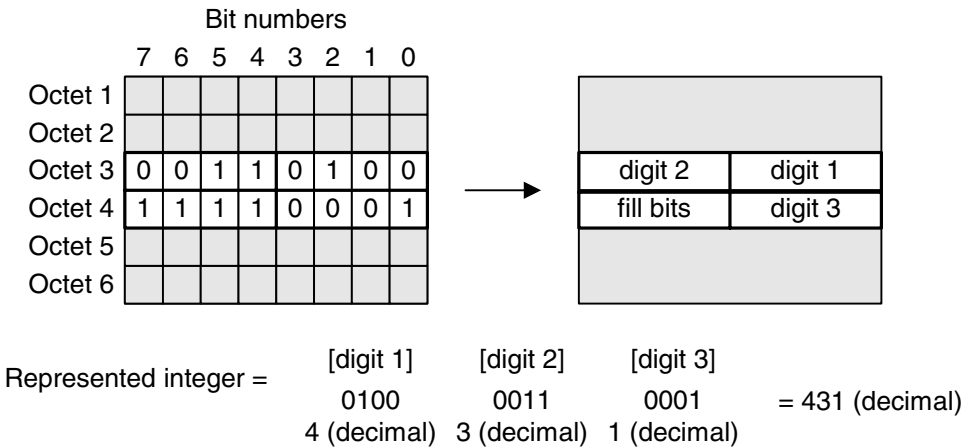 Bit numbers
7 6 5 4 3 2 1 0
Octet 1
Octet 2
Octet 3 0 0 1 1 0 1 0 0 digit 2 digit 1
Octet 4 1 1 1 1 0 0 0 1 fill bits digit 3
Octet 5
Octet 6
[digit 1] [digit 2] [digit 3]
Represented integer =
0100 0011 0001 = 431 (decimal)
4 (decimal) 3 (decimal) 1 (decimal)